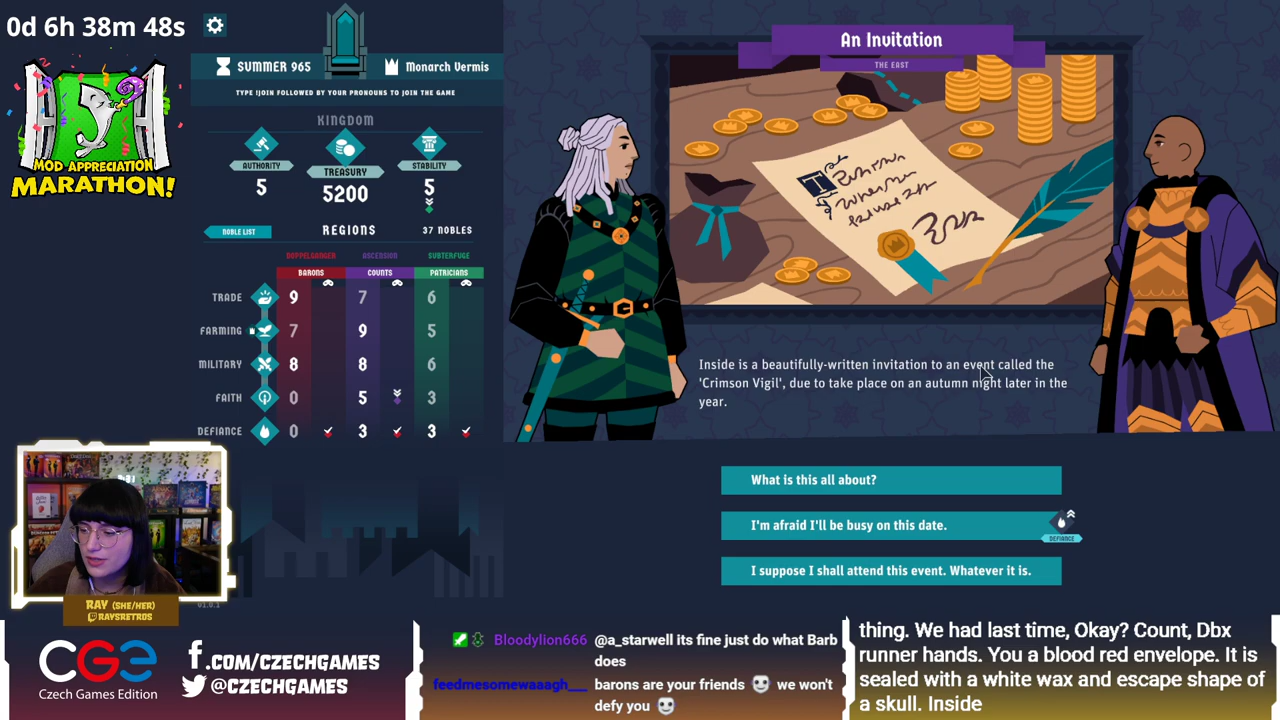 0d 6h 38m 48s
MOD APPRECIATION
MARATHON!
SUMMER 965
Monarch Vermis
TYPE !JOIN FOLLOWED BY YOUR PRONOUNS TO JOIN THE GAME
KINGDOM
AUTHORITY
TREASURY
STABILITY
5
5200
5
NOBLE LIST
REGIONS
37 NOBLES
DOPPELGANGER
ASCENSION
SUBTERFUGE
BARONS
COUNTS
PATRICIANS
TRADE 9 7 6
FARMING 7 9 5
MILITARY 8 8 6
FAITH 0 5 3
DEFIANCE 0 3 3
An Invitation
THE EAST
Inside is a beautifully-written invitation to an event called the
'Crimson Vigil', due to take place on an autumn night later in the
year.
What is this all about?
I'm afraid I'll be busy on this date.
DEFIANCE
I suppose I shall attend this event. Whatever it is.
RAY (SHE/HER)
RAYSRETROS
V1.0.1
CGE
Czech Games Edition
f.COM/CZECHGAMES
@CZECHGAMES
Bloodylion666 @a_starwell its fine just do what Barb
does
feedmesomewaaagh__ barons are your friends we won't
defy you
thing. We had last time, Okay? Count, Dbx
runner hands. You a blood red envelope. It is
sealed with a white wax and escape shape of
a skull. Inside